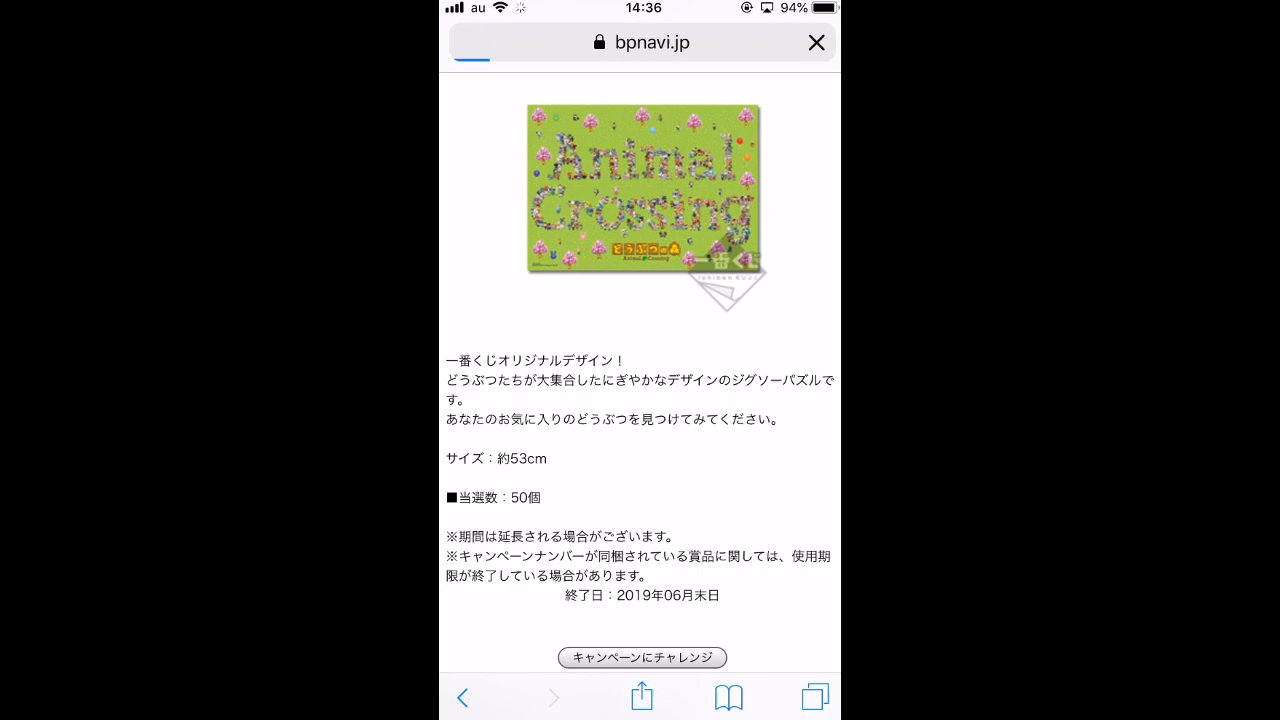 au 14:36 94%
bpnavi.jp
Animal
Crossing
どうぶつの森
Animal Crossing
一番くじ
ICHIBAN KUJI
一番くじオリジナルデザイン！
どうぶつたちが大集合したにぎやかなデザインのジグソーパズルで
す。
あなたのお気に入りのどうぶつを見つけてみてください。
サイズ：約53cm
■当選数：50個
※期間は延長される場合がございます。
※キャンペーンナンバーが同梱されている賞品に関しては、使用期
限が終了している場合があります。
終了日：2019年06月末日
キャンペーンにチャレンジ